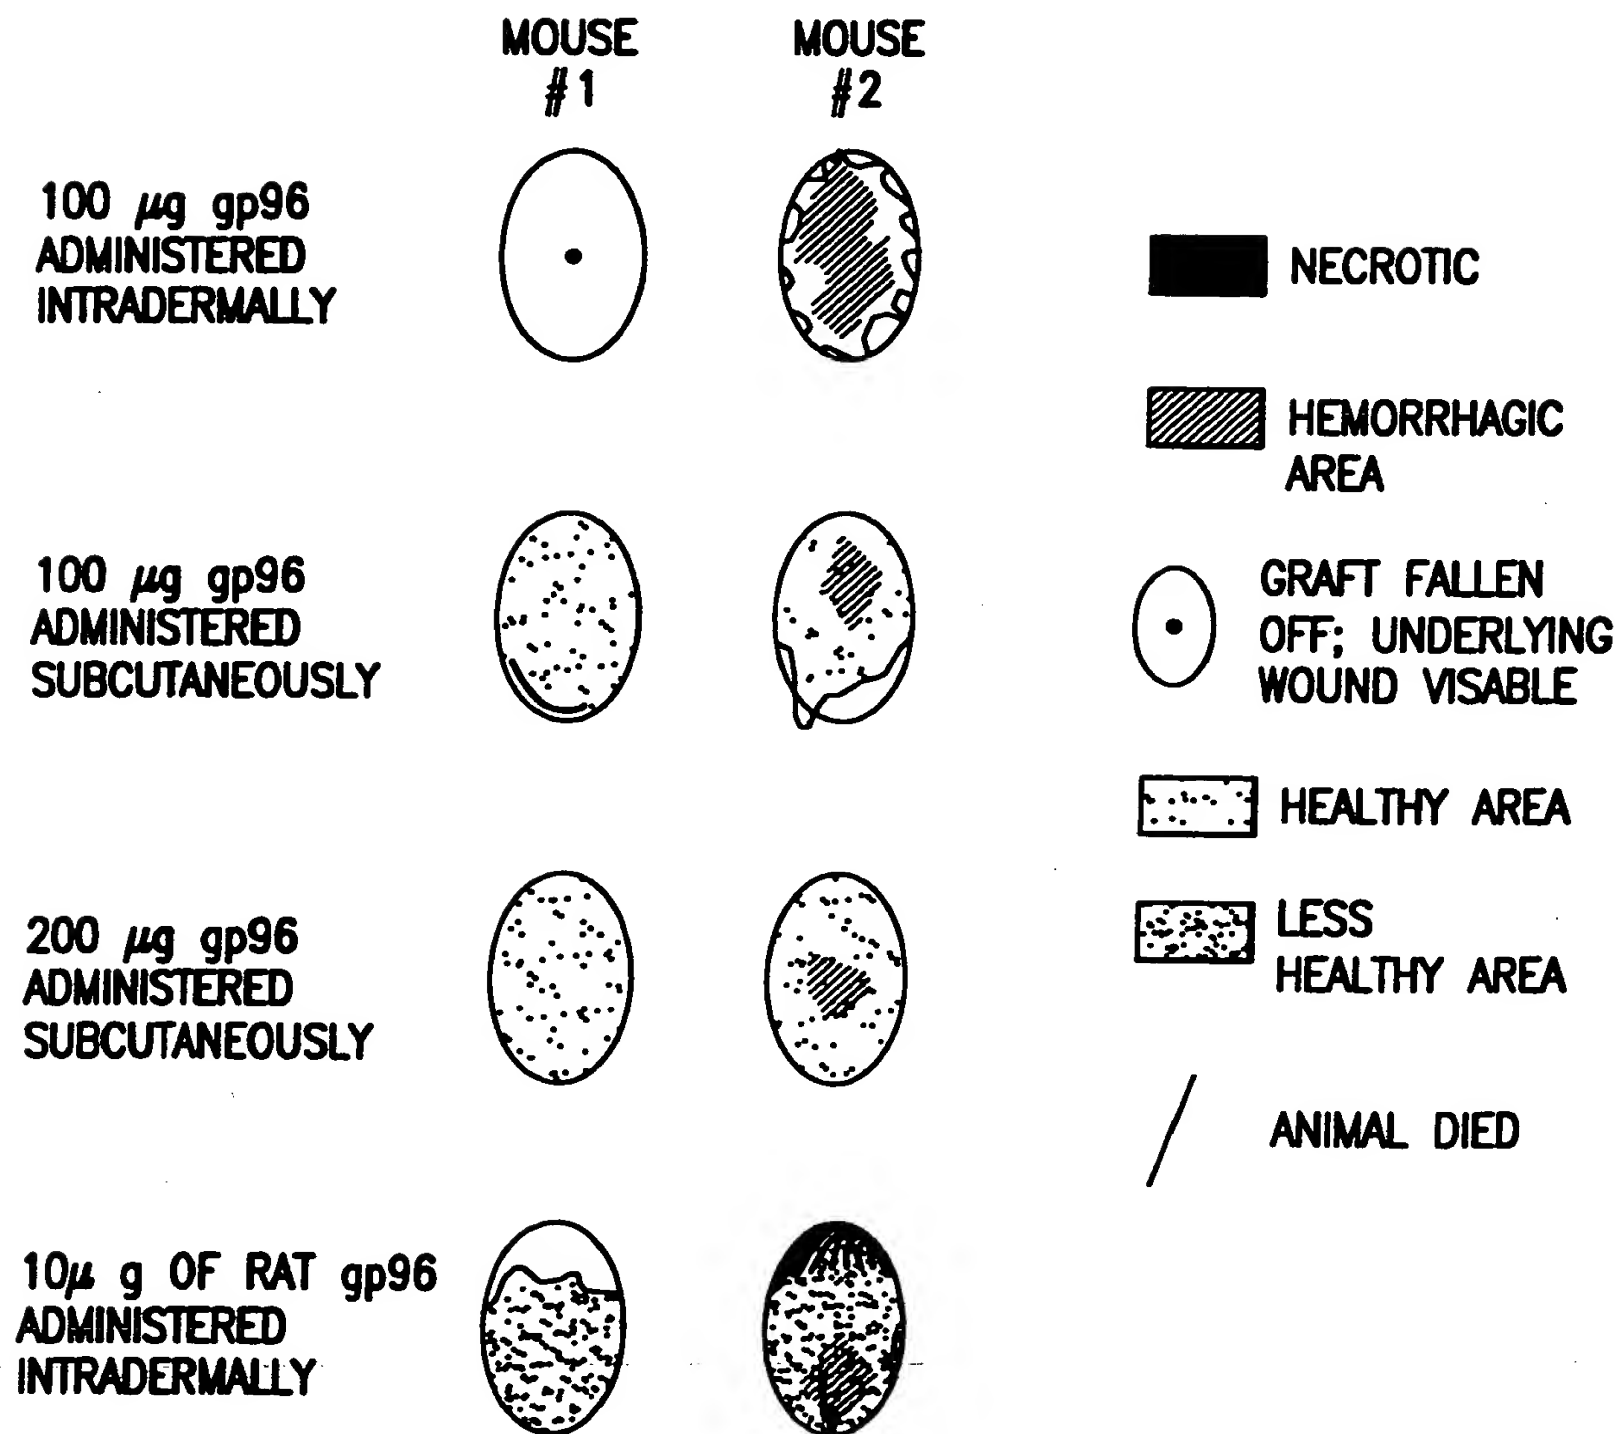 MOUSE
#1
MOUSE
#2
100 μg gp96
ADMINISTERED
INTRADERMALLY
100 μg gp96
ADMINISTERED
SUBCUTANEOUSLY
200 μg gp96
ADMINISTERED
SUBCUTANEOUSLY
10μ g OF RAT gp96
ADMINISTERED
INTRADERMALLY
NECROTIC
HEMORRHAGIC
AREA
GRAFT FALLEN
OFF; UNDERLYING
WOUND VISABLE
HEALTHY AREA
LESS
HEALTHY AREA
ANIMAL DIED